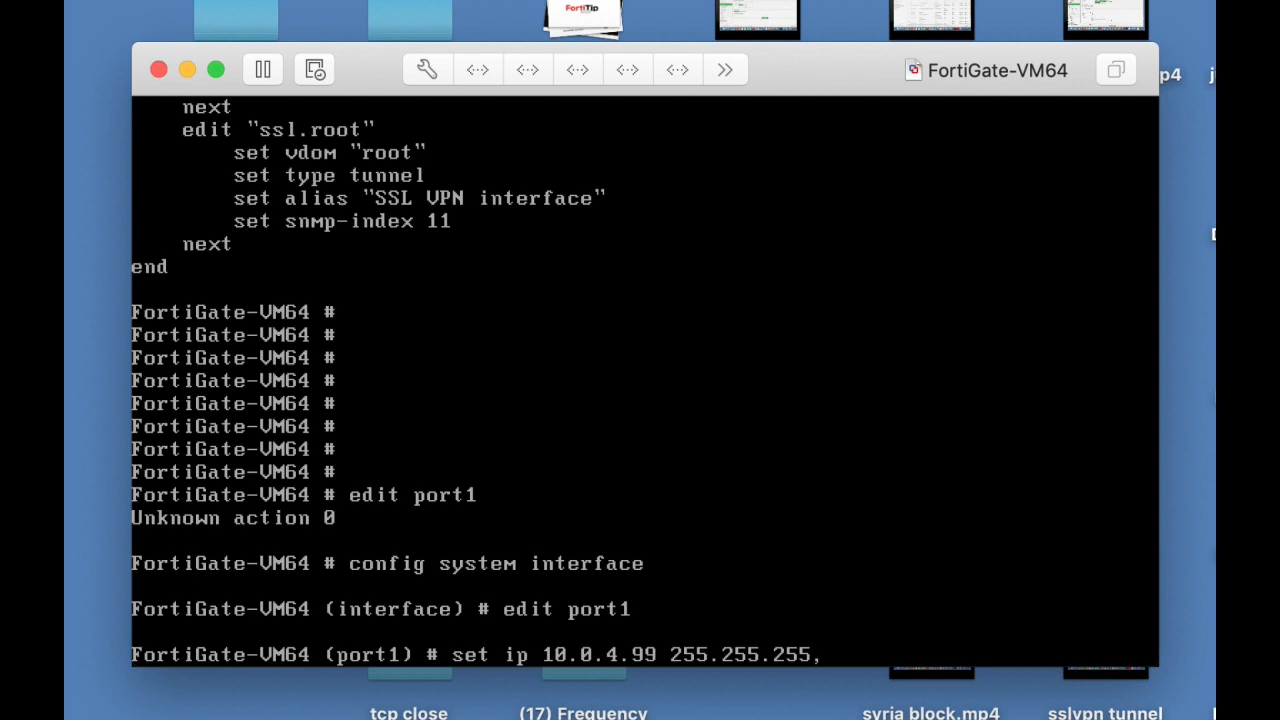 FortiTip
FortiGate-VM64
p4
next
edit "ssl.root"
set vdom "root"
set type tunnel
set alias "SSL VPN interface"
set snmp-index 11
next
end
FortiGate-VM64 #
FortiGate-VM64 #
FortiGate-VM64 #
FortiGate-VM64 #
FortiGate-VM64 #
FortiGate-VM64 #
FortiGate-VM64 #
FortiGate-VM64 #
FortiGate-VM64 # edit port1
Unknown action 0
FortiGate-VM64 # config system interface
FortiGate-VM64 (interface) # edit port1
FortiGate-VM64 (port1) # set ip 10.0.4.99 255.255.255,
tcp close
(17) Frequency
syria block.mp4
sslvpn tunnel